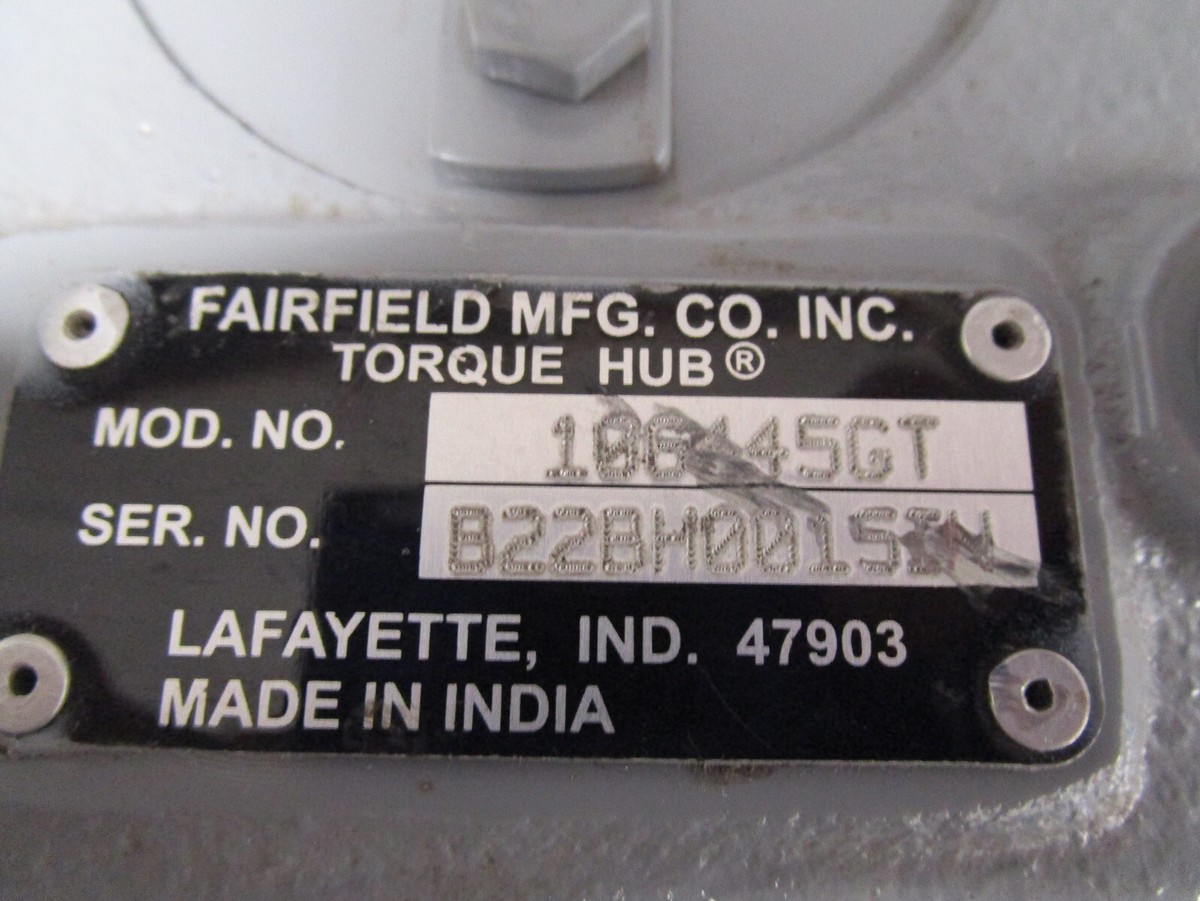 FAIRFIELD MFG. CO. INC.
TORQUE HUB®
MOD. NO.
SER. NO.
LAFAYETTE, IND. 47903
MADE IN INDIA